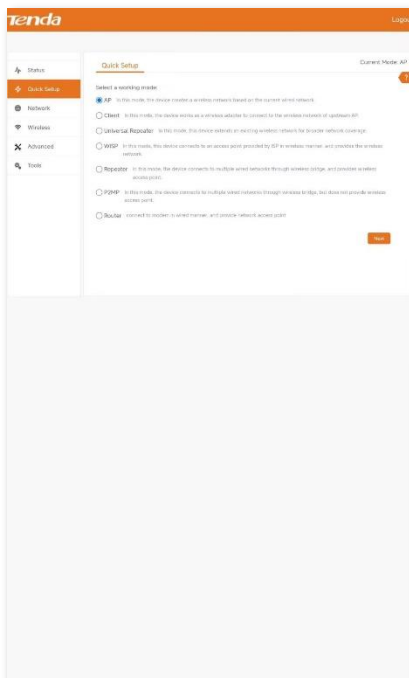 Tenda
Logou
Status
Quick Setup
Network
Wireless
Advanced
Tools
Quick Setup
Current Mode: AP
?
Select a working mode:
AP In this mode, the device creates a wireless network based on the current wired network.
Client In this mode, the device works as a wireless adapter to connect to the wireless network of upstream AP.
Universal Repeater In this mode, this device extends an existing wireless network for broader network coverage.
WISP In this mode, this device connects to an access point provided by ISP in wireless manner, and provides the wireless
network.
Repeater In this mode, the device connects to multiple wired networks through wireless bridge, and provides wireless
access point.
P2MP In this mode, the device connects to multiple wired networks through wireless bridge, but does not provide wireless
access point.
Router connect to modem in wired manner, and provide network access point
Next